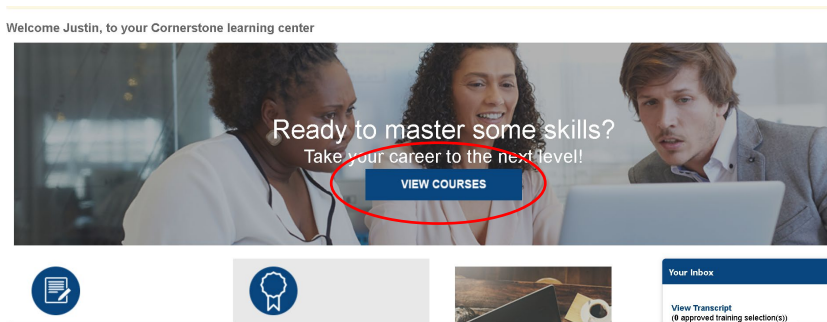 Welcome Justin, to your Cornerstone learning center
Ready to master some skills?
Take your career to the next level!
VIEW COURSES
Your Inbox
View Transcript
(0 approved training selection(s))